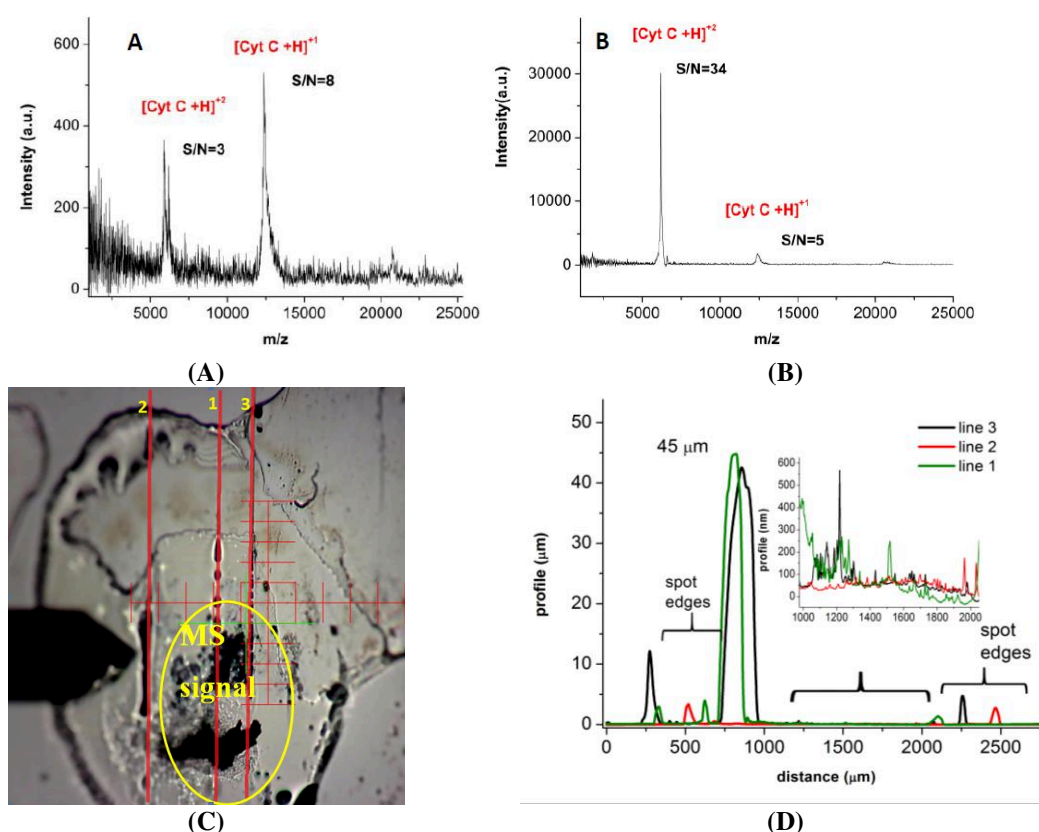 A
[Cyt C +H]+1
S/N=8
[Cyt C +H]+2
S/N=3
600
400
200
0
Intensity (a.u.)
5000 10000 15000 20000 25000
m/z
(A)
B
[Cyt C +H]+2
S/N=34
[Cyt C +H]+1
S/N=5
30000
20000
10000
0
Intensity(a.u.)
5000 10000 15000 20000 25000
m/z
(B)
2 1 3
MS
signal
(C)
50
40
30
20
10
0
profile (µm)
45 µm
line 3
line 2
line 1
600
500
400
300
200
100
0
profile (nm)
1000 1200 1400 1600 1800 2000
spot
edges
spot
edges
0 500 1000 1500 2000 2500
distance (µm)
(D)